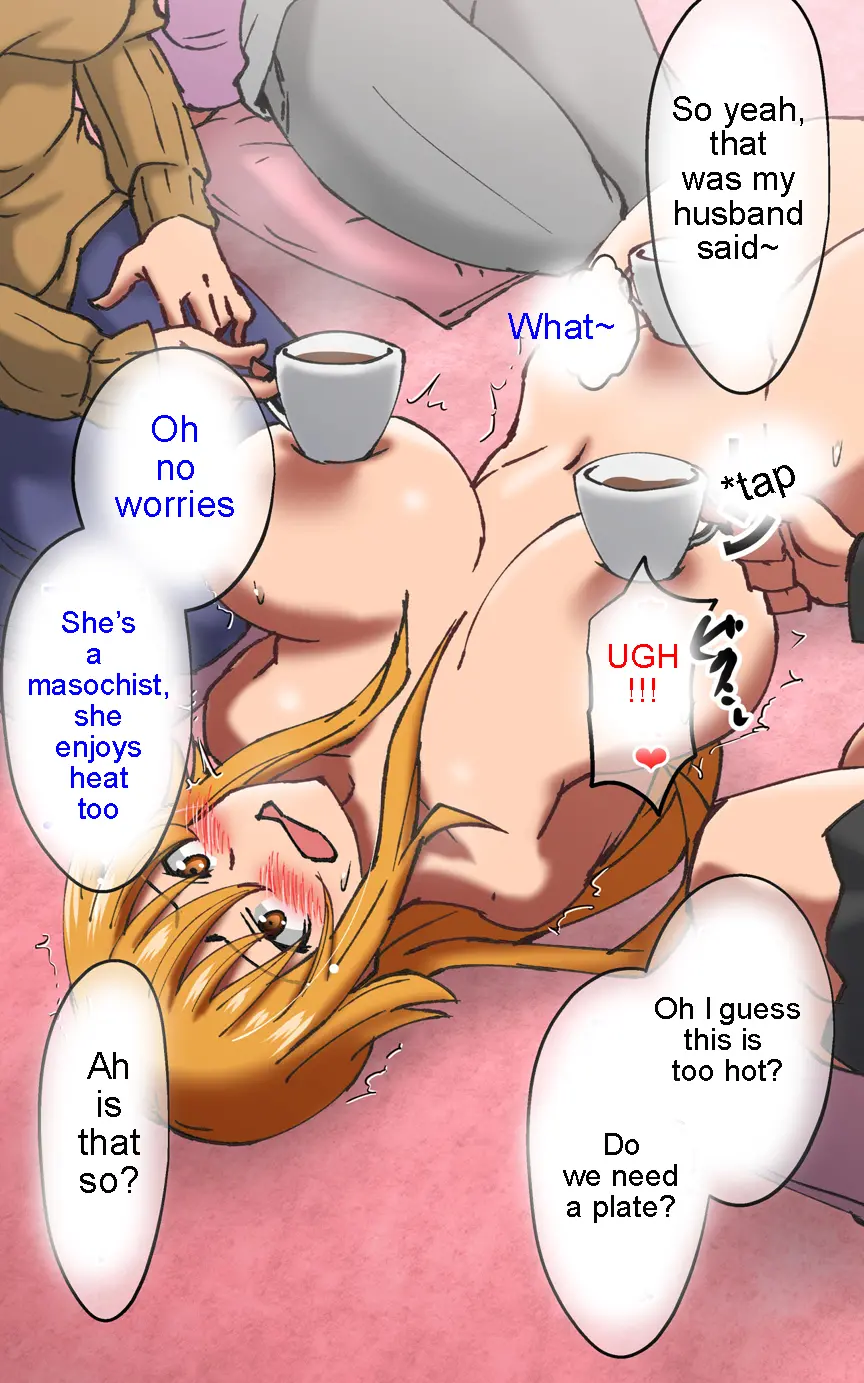 So yeah,
that
was my
husband
said~
What~
Oh
no
worries
*tap
She's
a
masochist,
she
enjoys
heat
too
UGH
!!!
Oh I guess
this is
too hot?
Do
we need
a plate?
Ah
is
that
so?